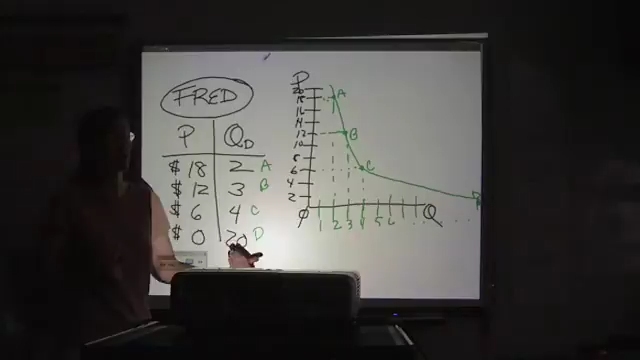 FRED
P QD
$ 18 2 A
$ 12 3 B
$ 6 4 C
$ 0 20 D
P
20
18
16
14
12
10
8
6
4
2
A
B
C
D
0 Q
1 2 3 4 5 6